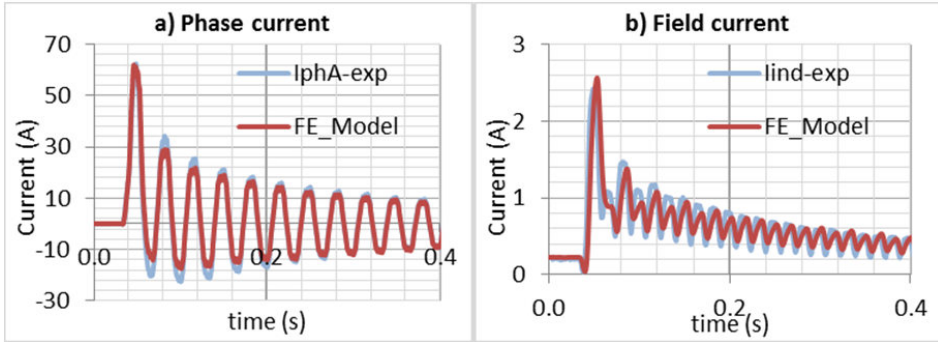 a) Phase current
70
50
30
10
-10
-30
Current (A)
IphA-exp
FE_Model
0.0
0.2
0.4
time (s)
b) Field current
3
2
1
0
Current (A)
Iind-exp
FE_Model
0.0
0.2
0.4
time (s)